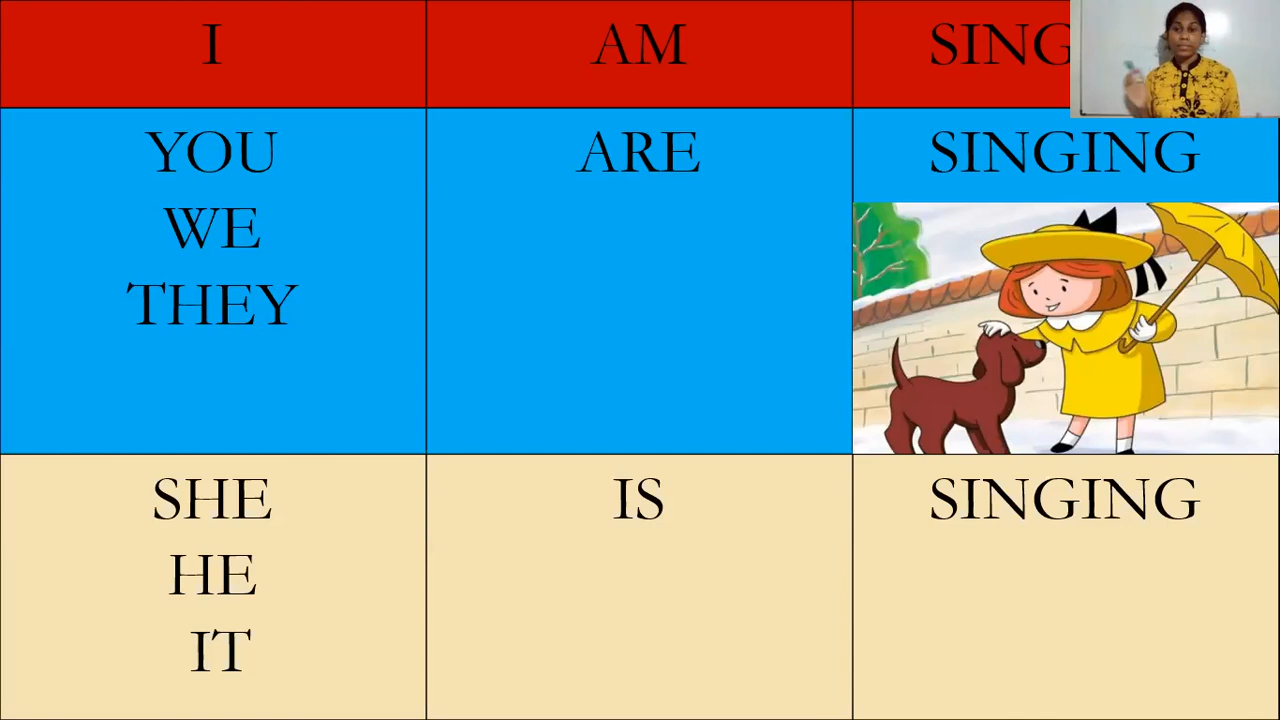 I AM SING
YOU ARE SINGING
WE
THEY
SHE IS SINGING
HE
IT